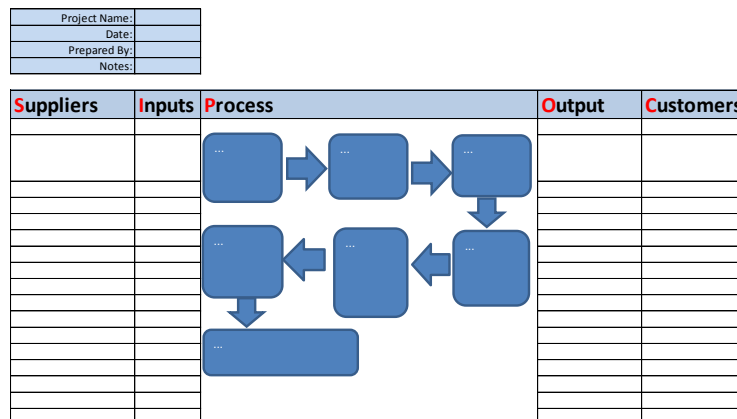 Project Name:
Date:
Prepared By:
Notes:
Suppliers Inputs Process Output Customers
... ... ...
... ... ...
...